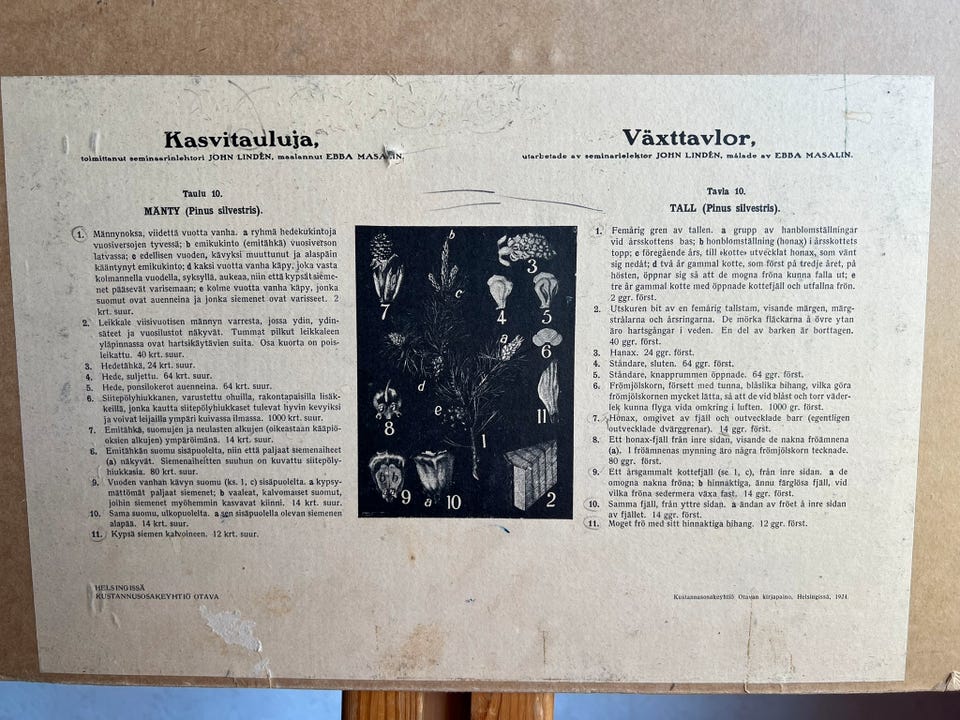 Kasvitauluja,
toimittanut seminaarinlehtori JOHN LINDÉN, maalannut EBBA MASALIN.
Taulu 10.
MÄNTY (Pinus silvestris).
1. Männynoksa, viidettä vuotta vanha. a ryhmä hedekukintoja
vuosiversojen tyvessä; b emikukinto (emitähkä) vuosiverson
latvassa; c edellisen vuoden, kävyksi muuttunut ja alaspäin
kääntynyt emikukinto; d kaksi vuotta vanha käpy, joka vasta
kolmannella vuodella, syksyllä, aukeaa, niin että kypsät sieme-
net pääsevät varisemaan; e kolme vuotta vanha käpy, jonka
suomut ovat auenneina ja jonka siemenet ovat varisseet. 2
krt. suur.
2. Leikkale viisivuotisen männyn varresta, jossa ydin, ydin-
säteet ja vuosilustot näkyvät. Tummat pilkut leikkaleen
yläpinnassa ovat hartsikäytävien suita. Osa kuorta on pois-
leikattu. 40 krt. suur.
3. Hedetähkä, 24 krt. suur.
4. Hede, suljettu. 64 krt. suur.
5. Hede, ponsilokerot auenneina. 64 krt. suur.
6. Siitepölyhiukkanen, varustettu ohuilla, rakontapaisilla lisäk-
keillä, jonka kautta siitepölyhiukkaset tulevat hyvin kevyiksi
ja voivat leijailla ympäri kuivassa ilmassa. 1000 krt. suur.
7. Emitähkä, suomujen ja neulasten alkujen (oikeastaan kääpiö-
oksien alkujen) ympäröimänä. 14 krt. suur.
6. Emitähkän suomu sisäpuolelta, niin että paljaat siemenaiheet
(a) näkyvät. Siemenaiheitten suuhun on kuvattu siitepöly-
hiukkasia. 80 krt. suur.
9. Vuoden vanhan kävyn suomu (ks. 1, c) sisäpuolelta. a kypsy-
mättömät paljaat siemenet; b vaaleat, kalvomaset suomut,
joihin siemenet myöhemmin kasvavat kiinni. 14 krt. suur.
10. Sama suomu, ulkopuolelta. a sen sisäpuolella olevan siemenen
alapää. 14 krt. suur.
11. Kypsä siemen kalvoineen. 12 krt. suur.
HELSINGISSÄ
KUSTANNUSOSAKEYHTIÖ OTAVA
b
3
7
c
4
5
a
6
d
8
e
11
1
9
a
10
2
Växttavlor,
utarbetade av seminarielektor JOHN LINDÉN, målade av EBBA MASALIN.
Tavla 10.
TALL (Pinus silvestris).
1. Femårig gren av tallen. a grupp av hanblomställningar
vid årsskottens bas; b honblomställning (honax) i årsskottets
topp; c föregående års, till »kotte» utvecklat honax, som vänt
sig nedåt; d två år gammal kotte, som först på tredje året, på
hösten, öppnar sig så att de mogna fröna kunna falla ut; e
tre år gammal kotte med öppnade kottefjäll och utfallna frön.
2 ggr. först.
2. Utskuren bit av en femårig tallstam, visande märgen, märg-
strålarna och årsringarna. De mörka fläckarna å övre ytan
äro hartsgångar i veden. En del av barken är borttagen.
40 ggr. först.
3. Hanax. 24 ggr. först.
4. Ståndare, sluten. 64 ggr. först.
5. Ståndare, knapprummen öppnade. 64 ggr. först.
6. Frömjölskorn, försett med tunna, blåslika bihang, vilka göra
frömjölskornen mycket lätta, så att de vid blåst och torr väder-
lek kunna flyga vida omkring i luften. 1000 gr. först.
7. Honax, omgivet av fjäll och outvecklade barr (egentligen
outvecklade dvärggrenar). 14 ggr. först.
8. Ett honax-fjäll från inre sidan, visande de nakna fröämnena
(a). I fröämnenas mynning äro några frömjölskorn tecknade.
80 ggr. först.
9. Ett årsgammalt kottefjäll (se 1, c), från inre sidan. a de
omogna nakna fröna; b hinnaktiga, ännu färglösa fjäll, vid
vilka fröna sedermera växa fast. 14 ggr. först.
10. Samma fjäll, från yttre sidan. a ändan av fröet å inre sidan
av fjället. 14 ggr. först.
11. Moget frö med sitt hinnaktiga bihang. 12 ggr. först.
Kustannusosakeyhtiö Otavan kirjapaino, Helsingissä, 1924.